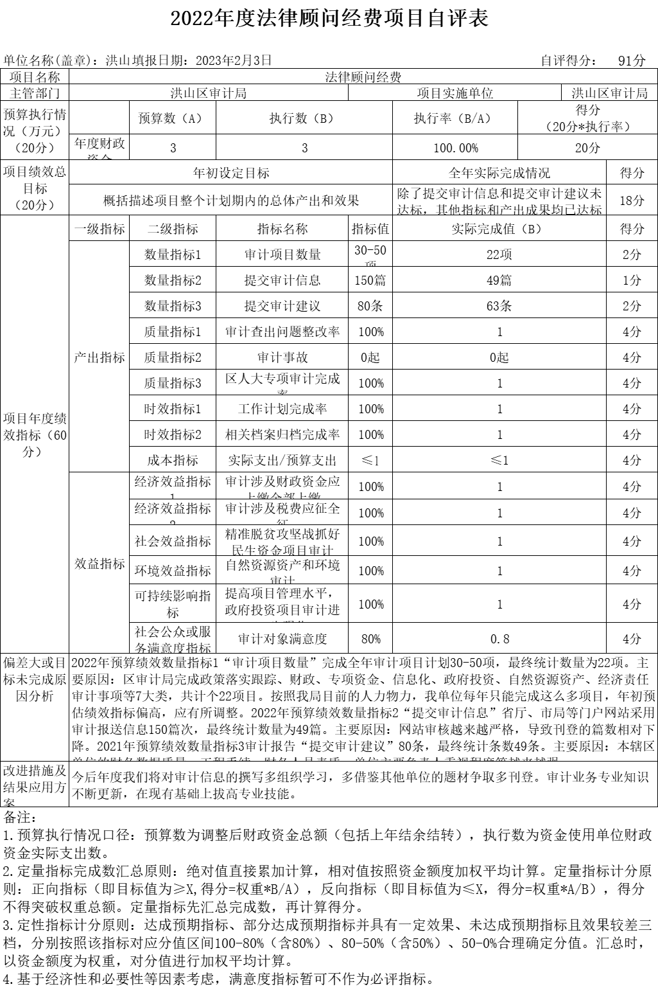 2022年度法律顾问经费项目自评表
单位名称(盖章)：洪山填报日期：2023年2月3日 自评得分： 91分
项目名称 法律顾问经费
主管部门 洪山区审计局 项目实施单位 洪山区审计局
预算执行情况（万元）（20分） 预算数（A） 执行数（B） 执行率（B/A） 得分（20分*执行率）
年度财政资金 3 3 100.00% 20分
项目绩效总目标（20分） 年初设定目标 全年实际完成情况 得分
概括描述项目整个计划期内的总体产出和效果 除了提交审计信息和提交审计建议未达标，其他指标和产出成果均已达标 18分
项目年度绩效指标（60分） 一级指标 二级指标 指标名称 指标值 实际完成值（B） 得分
产出指标 数量指标1 审计项目数量 30-50项 22项 2分
数量指标2 提交审计信息 150篇 49篇 1分
数量指标3 提交审计建议 80条 63条 2分
质量指标1 审计查出问题整改率 100% 1 4分
质量指标2 审计事故 0起 0起 4分
质量指标3 区人大专项审计完成率 100% 1 4分
时效指标1 工作计划完成率 100% 1 4分
时效指标2 相关档案归档完成率 100% 1 4分
成本指标 实际支出/预算支出 ≤1 ≤1 4分
效益指标 经济效益指标1 审计涉及财政资金应上缴全部上缴 100% 1 4分
经济效益指标2 审计涉及税费应征全征 100% 1 4分
社会效益指标 精准脱贫攻坚战抓好民生资金项目审计 100% 1 4分
环境效益指标 自然资源资产和环境审计 100% 1 4分
可持续影响指标 提高项目管理水平，政府投资项目审计进 100% 1 4分
社会公众或服务满意度指标 审计对象满意度 80% 0.8 4分
偏差大或目标未完成原因分析
2022年预算绩效数量指标1“审计项目数量”完成全年审计项目计划30-50项，最终统计数量为22项。主
要原因：区审计局完成政策落实跟踪、财政、专项资金、信息化、政府投资、自然资源资产、经济责任
审计事项等7大类，共计个22项目。按照我局目前的人力物力，我单位每年只能完成这么多项目，年初预
估绩效指标偏高，应有所调整。2022年预算绩效数量指标2“提交审计信息”省厅、市局等门户网站采用
审计报送信息150篇次，最终统计数量为49篇。主要原因：网站审核越来越严格，导致刊登的篇数相对下
降。2021年预算绩效数量指标3审计报告“提交审计建议”80条，最终统计条数49条。主要原因：本辖区
改进措施及结果应用方案
今后年度我们将对审计信息的撰写多组织学习，多借鉴其他单位的题材争取多刊登。审计业务专业知识
不断更新，在现有基础上拔高专业技能。
备注：
1.预算执行情况口径：预算数为调整后财政资金总额（包括上年结余结转），执行数为资金使用单位财政
资金实际支出数。
2.定量指标完成数汇总原则：绝对值直接累加计算，相对值按照资金额度加权平均计算。定量指标计分原
则：正向指标（即目标值为≥X,得分=权重*B/A），反向指标（即目标值为≤X，得分=权重*A/B），得分
不得突破权重总额。定量指标先汇总完成数，再计算得分。
3.定性指标计分原则：达成预期指标、部分达成预期指标并具有一定效果、未达成预期指标且效果较差三
档，分别按照该指标对应分值区间100-80%（含80%）、80-50%（含50%）、50-0%合理确定分值。汇总时，
以资金额度为权重，对分值进行加权平均计算。
4.基于经济性和必要性等因素考虑，满意度指标暂可不作为必评指标。